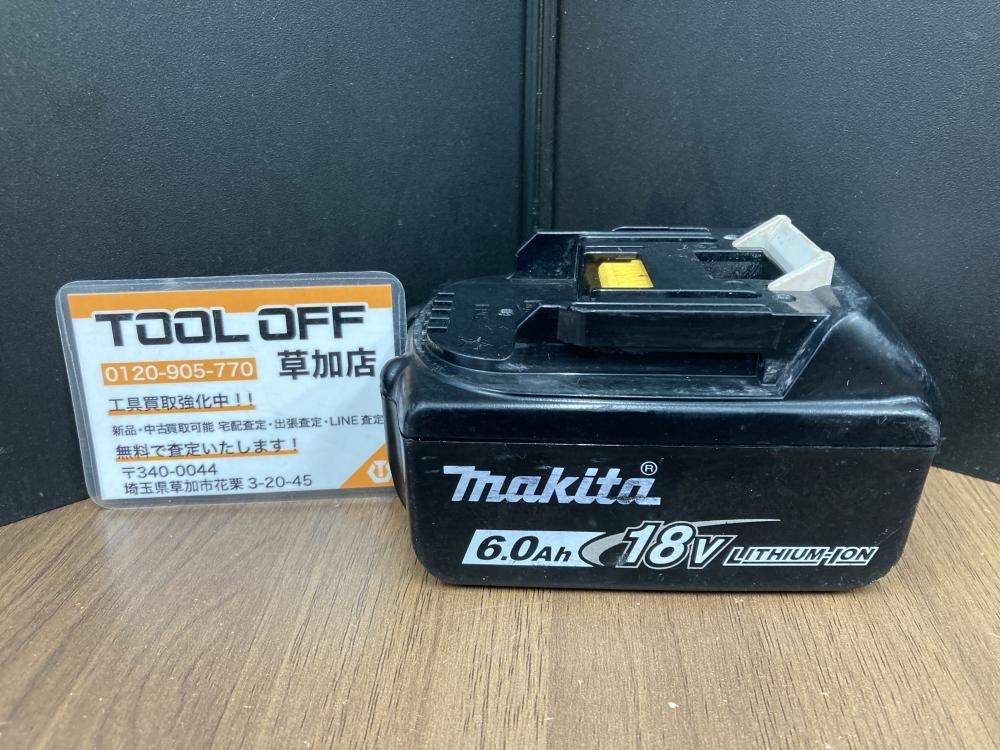 TOOL OFF
0120-905-770 草加店
工具買取強化中！！
新品・中古買取可能 宅配査定・出張査定・LINE査定
無料で査定いたします！
〒340-0044
埼玉県草加市花栗 3-20-45
makita®
6.0Ah 18V LITHIUM-ION